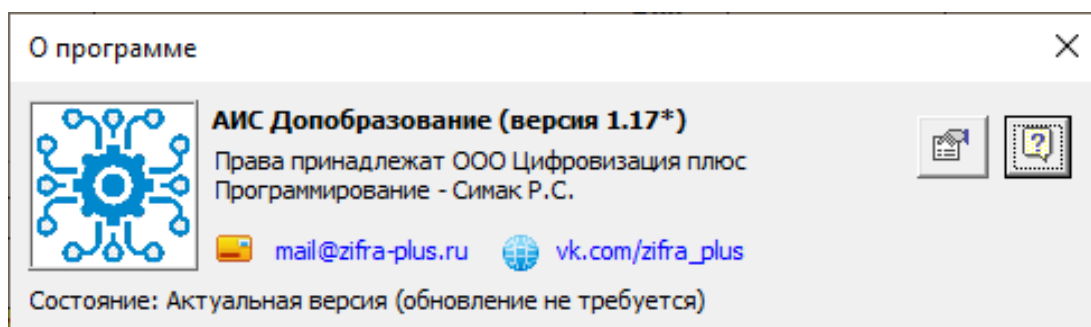 О программе
АИС Допобразование (версия 1.17*)
Права принадлежат ООО Цифровизация плюс
Программирование - Симак Р.С.
mail@zifra-plus.ru vk.com/zifra_plus
Состояние: Актуальная версия (обновление не требуется)